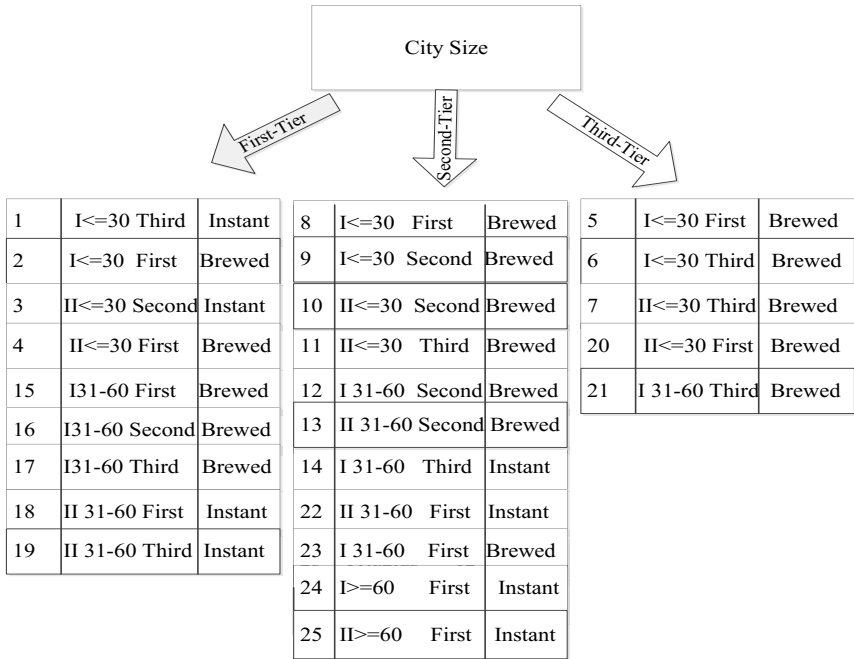 City Size
First-Tier
Second-Tier
Third-Tier
1 I<=30 Third Instant
2 I<=30 First Brewed
3 II<=30 Second Instant
4 II<=30 First Brewed
15 I31-60 First Brewed
16 I31-60 Second Brewed
17 I31-60 Third Brewed
18 II 31-60 First Instant
19 II 31-60 Third Instant
8 I<=30 First Brewed
9 I<=30 Second Brewed
10 II<=30 Second Brewed
11 II<=30 Third Brewed
12 I 31-60 Second Brewed
13 II 31-60 Second Brewed
14 I 31-60 Third Instant
22 II 31-60 First Instant
23 I 31-60 First Brewed
24 I>=60 First Instant
25 II>=60 First Instant
5 I<=30 First Brewed
6 I<=30 Third Brewed
7 II<=30 Third Brewed
20 II<=30 First Brewed
21 I 31-60 Third Brewed